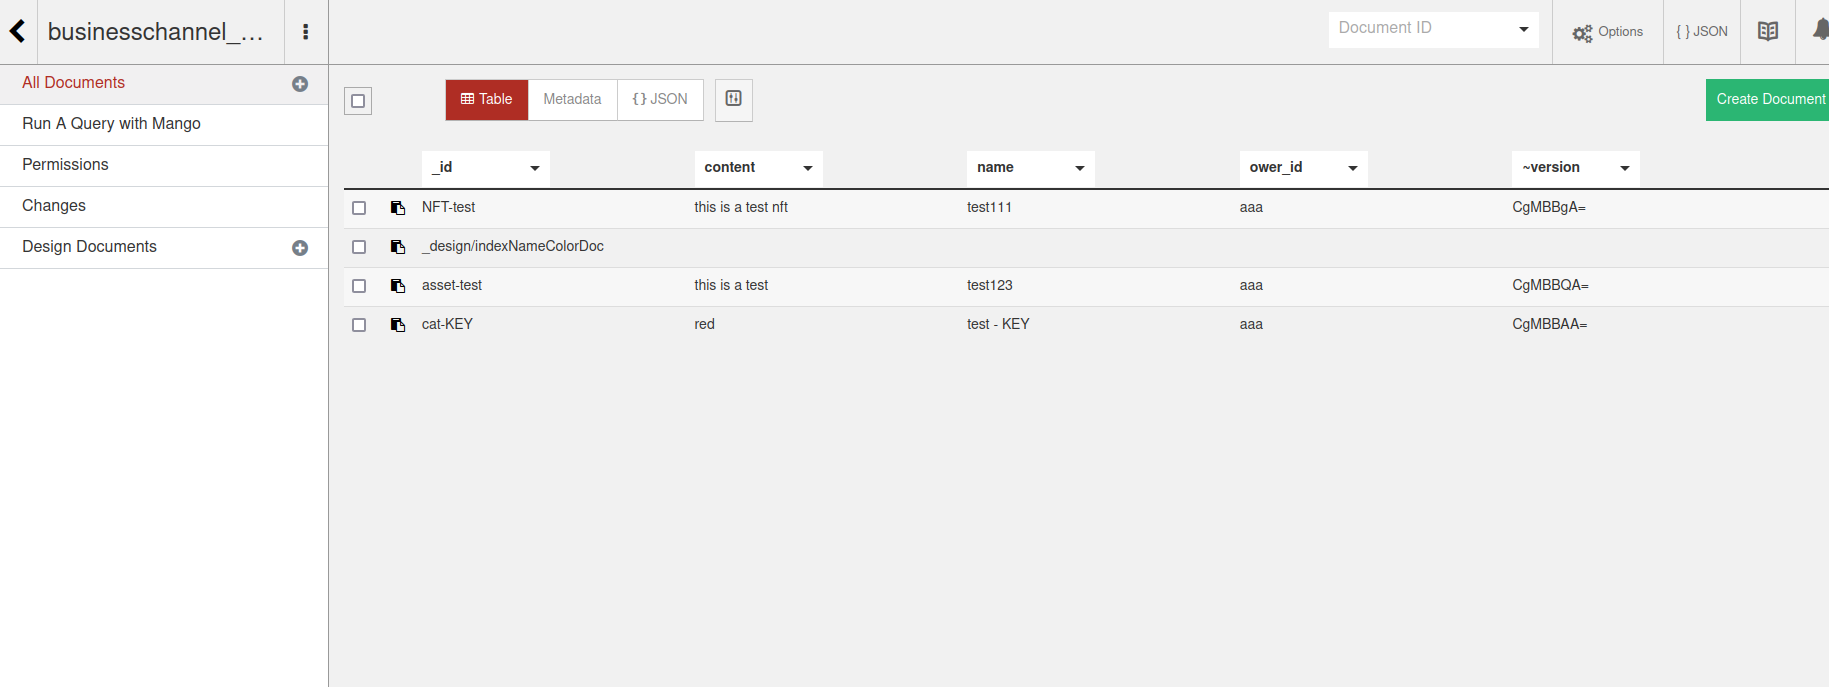 businesschannel_...
Document ID
Options
{ } JSON
All Documents
Run A Query with Mango
Permissions
Changes
Design Documents
Table
Metadata
{} JSON
Create Document
_id content name ower_id ~version
NFT-test this is a test nft test111 aaa CgMBBgA=
_design/indexNameColorDoc
asset-test this is a test test123 aaa CgMBBQA=
cat-KEY red test - KEY aaa CgMBBAA=